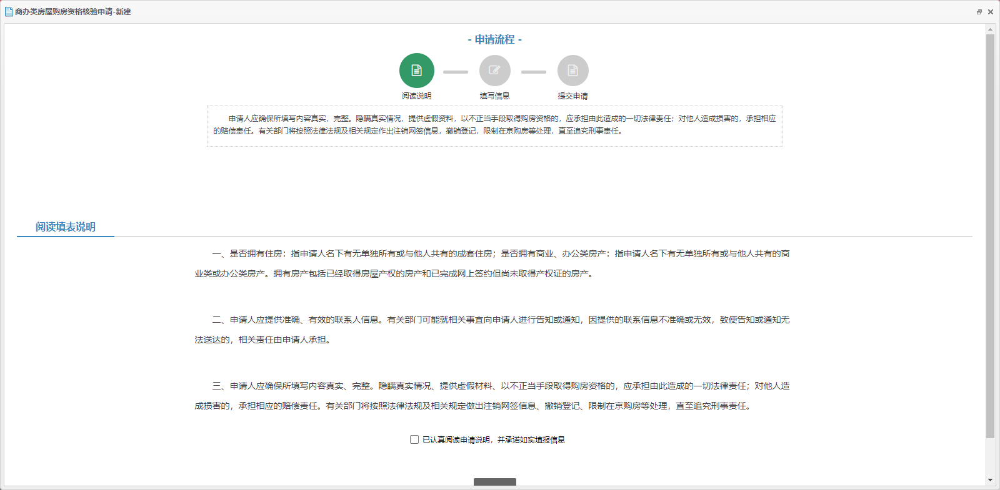 商办类房屋购房资格核验申请-新建
- 申请流程 -
阅读说明
填写信息
提交申请
申请人应确保所填写内容真实，完整。隐瞒真实情况，提供虚假资料，以不正当手段取得购房资格的，应承担由此造成的一切法律责任；对他人造成损害的，承担相应
的赔偿责任。有关部门将按照法律法规及相关规定作出注销网签信息，撤销登记，限制在京购房等处理，直至追究刑事责任。
阅读填表说明
一、是否拥有住房：指申请人名下有无单独所有或与他人共有的成套住房；是否拥有商业、办公类房产：指申请人名下有无单独所有或与他人共有的商
业类或办公类房产。拥有房产包括已经取得房屋产权的房产和已完成网上签约但尚未取得产权证的房产。
二、申请人应提供准确、有效的联系人信息。有关部门可能就相关事宜向申请人进行告知或通知，因提供的联系信息不准确或无效，致使告知或通知无
法送达的，相关责任由申请人承担。
三、申请人应确保所填写内容真实、完整。隐瞒真实情况、提供虚假材料、以不正当手段取得购房资格的，应承担由此造成的一切法律责任；对他人造
成损害的，承担相应的赔偿责任。有关部门将按照法律法规及相关规定做出注销网签信息、撤销登记、限制在京购房等处理，直至追究刑事责任。
已认真阅读申请说明，并承诺如实填报信息